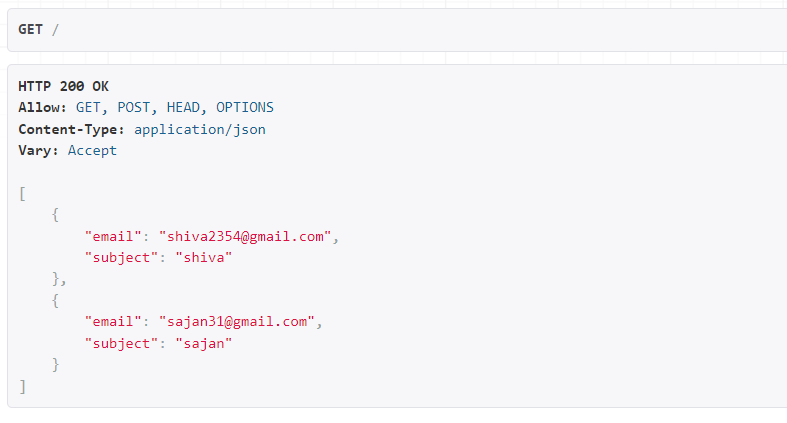 GET /
HTTP 200 OK
Allow: GET, POST, HEAD, OPTIONS
Content-Type: application/json
Vary: Accept
[
    {
        "email": "shiva2354@gmail.com",
        "subject": "shiva"
    },
    {
        "email": "sajan31@gmail.com",
        "subject": "sajan"
    }
]